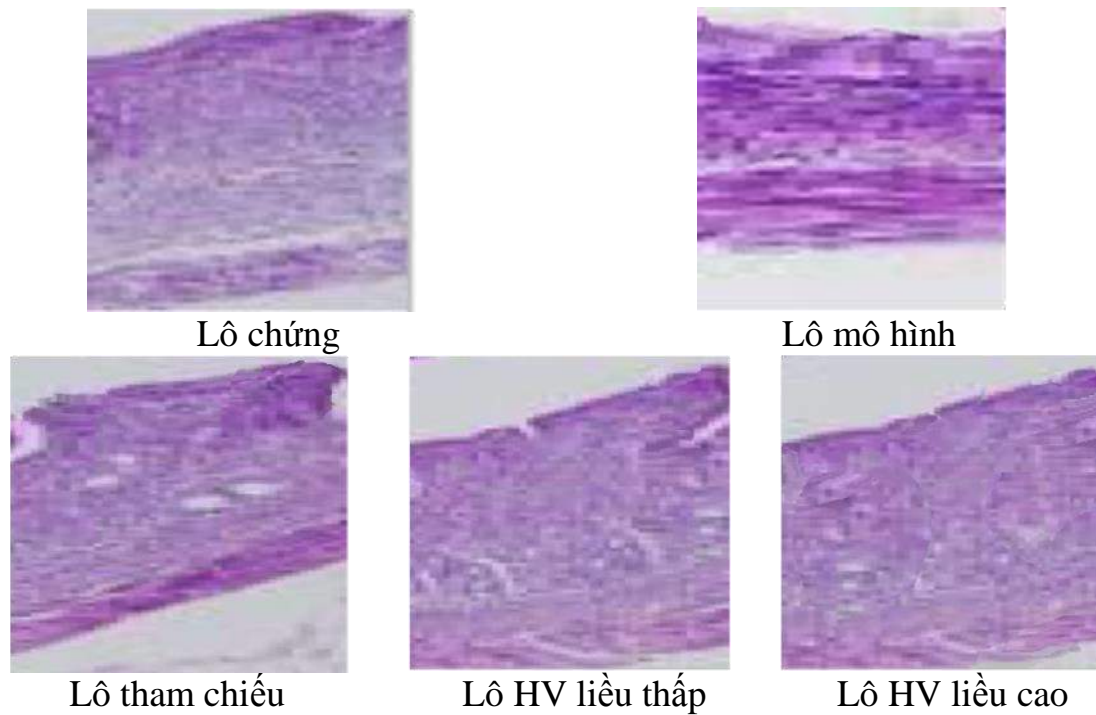 Lô chứng
Lô mô hình
Lô tham chiếu
Lô HV liều thấp
Lô HV liều cao